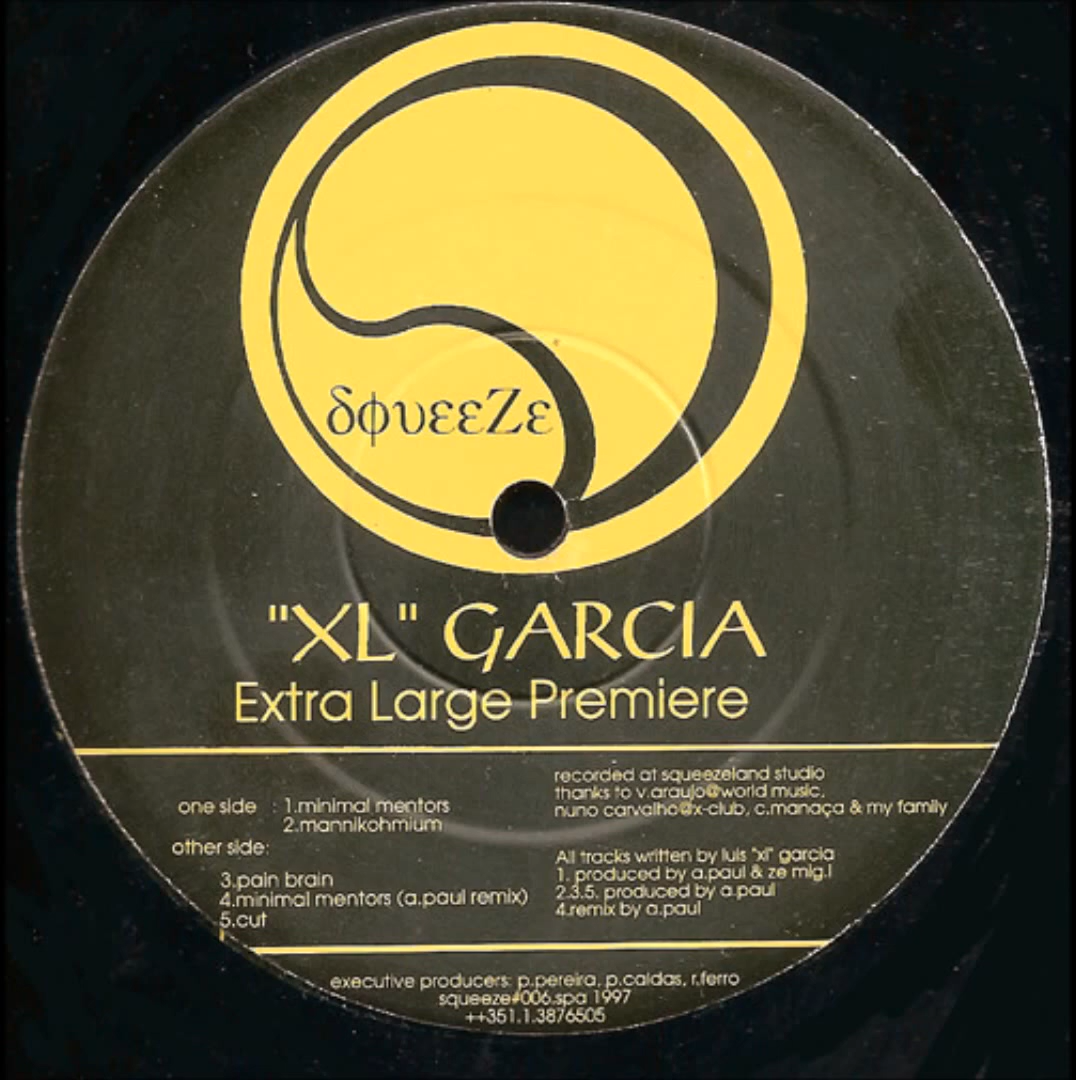 δφυεεΖε
"XL" GARCIA
Extra Large Premiere
one side : 1.minimal mentors
2.mannikohmium
other side:
3.pain brain
4.minimal mentors (a.paul remix)
5.cut
recorded at squeezeland studio
thanks to v.araujo@world music,
nuno carvalho@x-club, c.manaça & my family
All tracks written by luis "xl" garcia
1. produced by a.paul & ze mig.l
2.3.5. produced by a.paul
4.remix by a.paul
executive producers: p.pereira, p.caldas, r.ferro
squeeze#006.spa 1997
++351.1.3876505